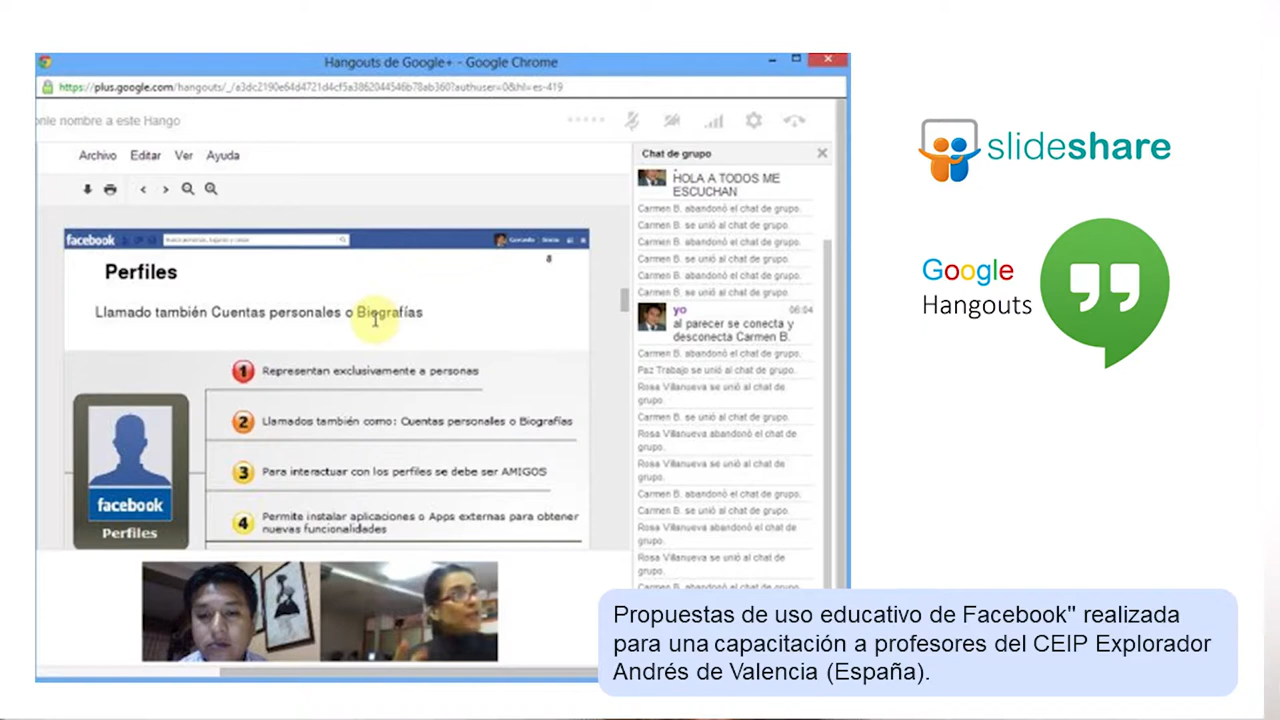 Hangouts de Google+ - Google Chrome
https://plus.google.com/hangouts/_/a3dc2190e64d4721d4cf5a3862044546b78ab360?authuser=0&hl=es-419
onle nombre a este Hango
Archivo Editar Ver Ayuda
facebook
Busca personas, lugares y cosas
Inicio
8
Perfiles
Llamado también Cuentas personales o Biografías
1 Representan exclusivamente a personas
2 Llamados también como: Cuentas personales o Biografías
3 Para interactuar con los perfiles se debe ser AMIGOS
4 Permite instalar aplicaciones o Apps externas para obtener
nuevas funcionalidades
facebook
Perfiles
Chat de grupo
HOLA A TODOS ME
ESCUCHAN
Carmen B. abandonó el chat de grupo.
Carmen B. se unió al chat de grupo.
Carmen B. abandonó el chat de grupo.
Carmen B. se unió al chat de grupo.
Carmen B. abandonó el chat de grupo.
Carmen B. se unió al chat de grupo.
yo 06:04
al parecer se conecta y
desconecta Carmen B.
Carmen B. abandonó el chat de grupo.
Paz Trabajo se unió al chat de grupo.
Rosa Villanueva se unió al chat de
grupo.
Carmen B. se unió al chat de grupo.
Rosa Villanueva abandonó el chat de
grupo.
Rosa Villanueva se unió al chat de
grupo.
Carmen B. abandonó el chat de grupo.
Carmen B. se unió al chat de grupo.
Rosa Villanueva abandonó el chat de
grupo.
Rosa Villanueva se unió al chat de
grupo.
Carmen B. abandonó el chat de grupo.
slideshare
Google
Hangouts
Propuestas de uso educativo de Facebook" realizada
para una capacitación a profesores del CEIP Explorador
Andrés de Valencia (España).